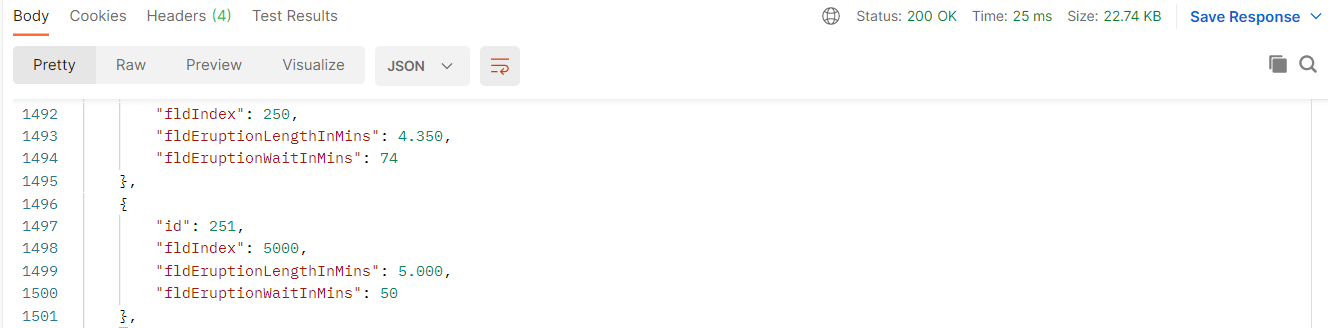 Body Cookies Headers (4) Test Results Status: 200 OK Time: 25 ms Size: 22.74 KB Save Response
Pretty Raw Preview Visualize JSON
1492 "fldIndex": 250,
1493 "fldEruptionLengthInMins": 4.350,
1494 "fldEruptionWaitInMins": 74
1495 },
1496 {
1497 "id": 251,
1498 "fldIndex": 5000,
1499 "fldEruptionLengthInMins": 5.000,
1500 "fldEruptionWaitInMins": 50
1501 },